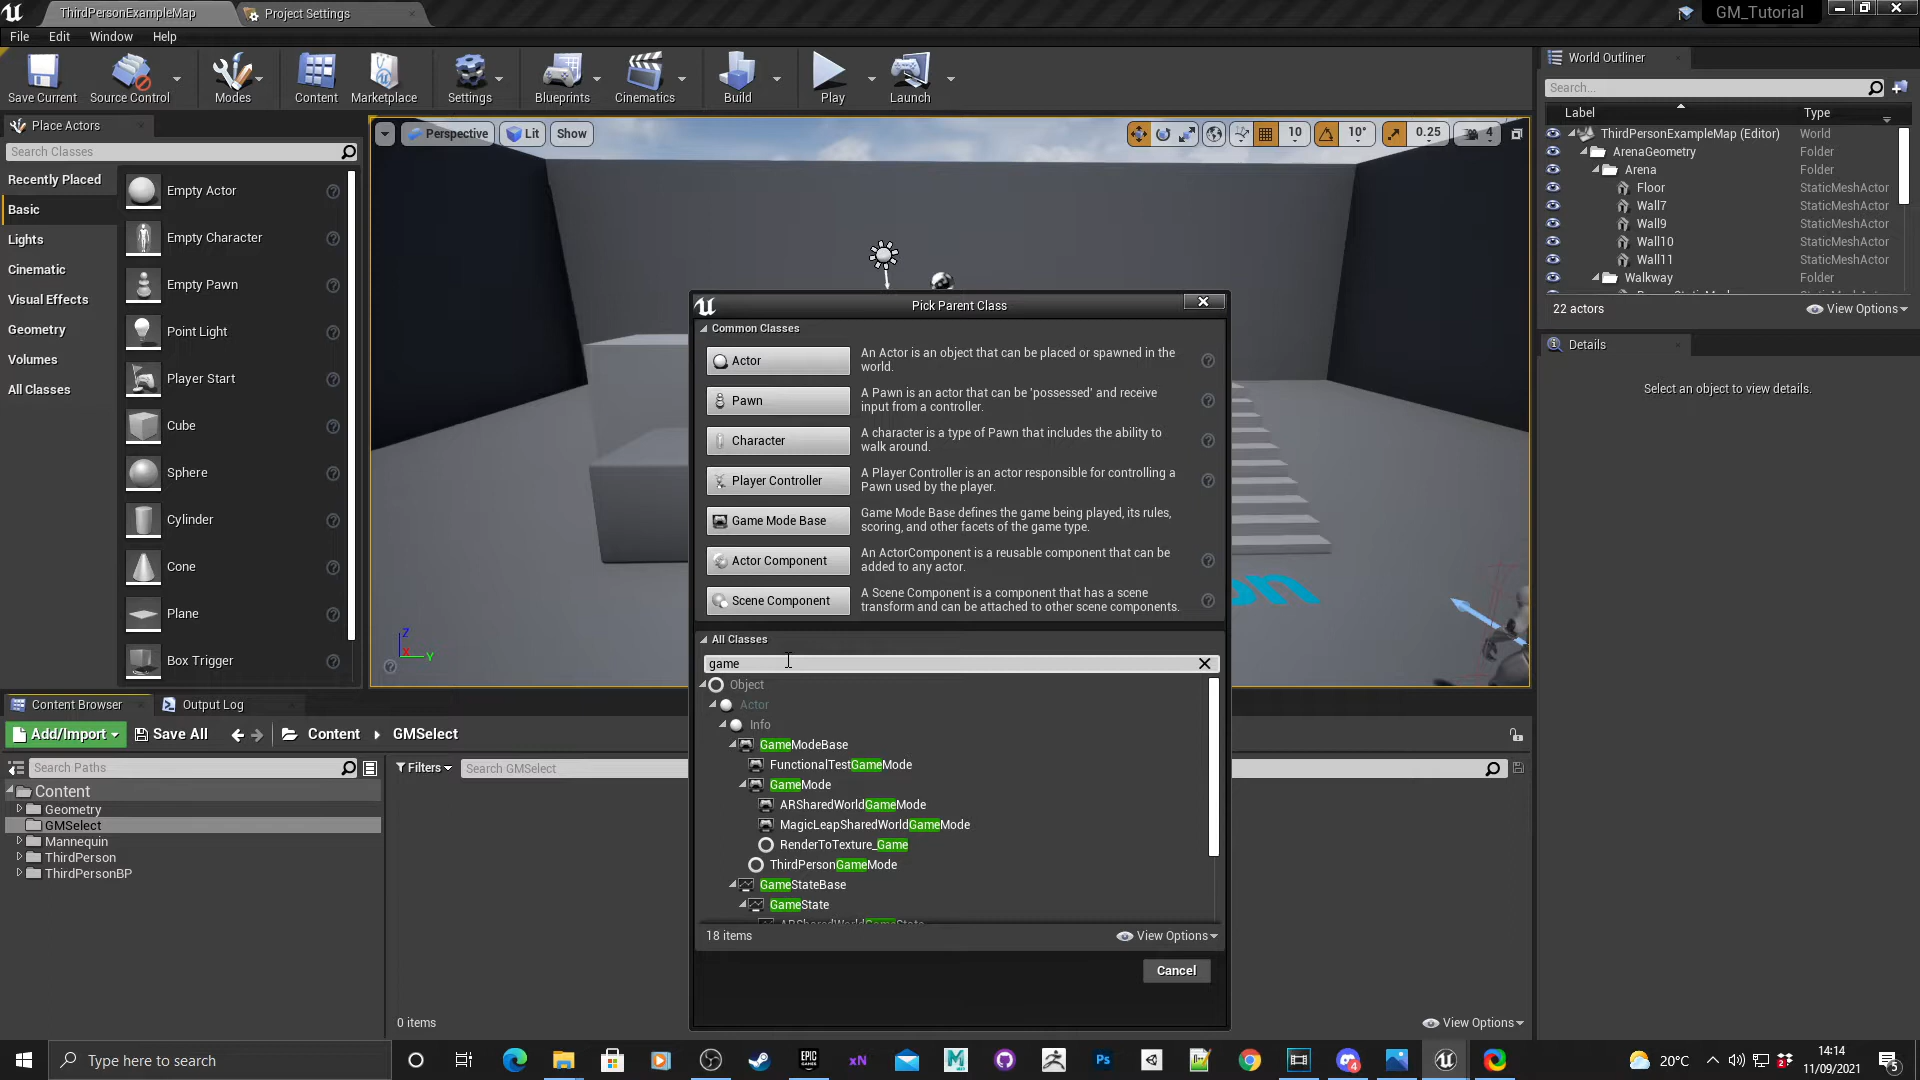 ThirdPersonExampleMap
Project Settings
GM_Tutorial
File Edit Window Help
Save Current
Source Control
Modes
Content
Marketplace
Settings
Blueprints
Cinematics
Build
Play
Launch
World Outliner
Search...
Label
Type
ThirdPersonExampleMap (Editor) World
ArenaGeometry Folder
Arena Folder
Floor StaticMeshActor
Wall7 StaticMeshActor
Wall9 StaticMeshActor
Wall10 StaticMeshActor
Wall11 StaticMeshActor
Walkway Folder
22 actors
View Options
Details
Select an object to view details.
Place Actors
Search Classes
Recently Placed
Basic
Lights
Cinematic
Visual Effects
Geometry
Volumes
All Classes
Empty Actor
Empty Character
Empty Pawn
Point Light
Player Start
Cube
Sphere
Cylinder
Cone
Plane
Box Trigger
Perspective
Lit
Show
10
10°
0.25
4
Z
X
Y
Pick Parent Class
Common Classes
Actor
An Actor is an object that can be placed or spawned in the
world.
Pawn
A Pawn is an actor that can be 'possessed' and receive
input from a controller.
Character
A character is a type of Pawn that includes the ability to
walk around.
Player Controller
A Player Controller is an actor responsible for controlling a
Pawn used by the player.
Game Mode Base
Game Mode Base defines the game being played, its rules,
scoring, and other facets of the game type.
Actor Component
An ActorComponent is a reusable component that can be
added to any actor.
Scene Component
A Scene Component is a component that has a scene
transform and can be attached to other scene components.
All Classes
game
Object
Actor
Info
GameModeBase
FunctionalTestGameMode
GameMode
ARSharedWorldGameMode
MagicLeapSharedWorldGameMode
RenderToTexture_Game
ThirdPersonGameMode
GameStateBase
GameState
ARSharedWorldGameState
18 items
View Options
Cancel
Content Browser
Output Log
Add/Import
Save All
Content
GMSelect
Search Paths
Filters
Search GMSelect
Content
Geometry
GMSelect
Mannequin
ThirdPerson
ThirdPersonBP
0 items
View Options
Type here to search
EPIC
GAMES
xN
M
Ps
4
20°C
14:14
11/09/2021
5